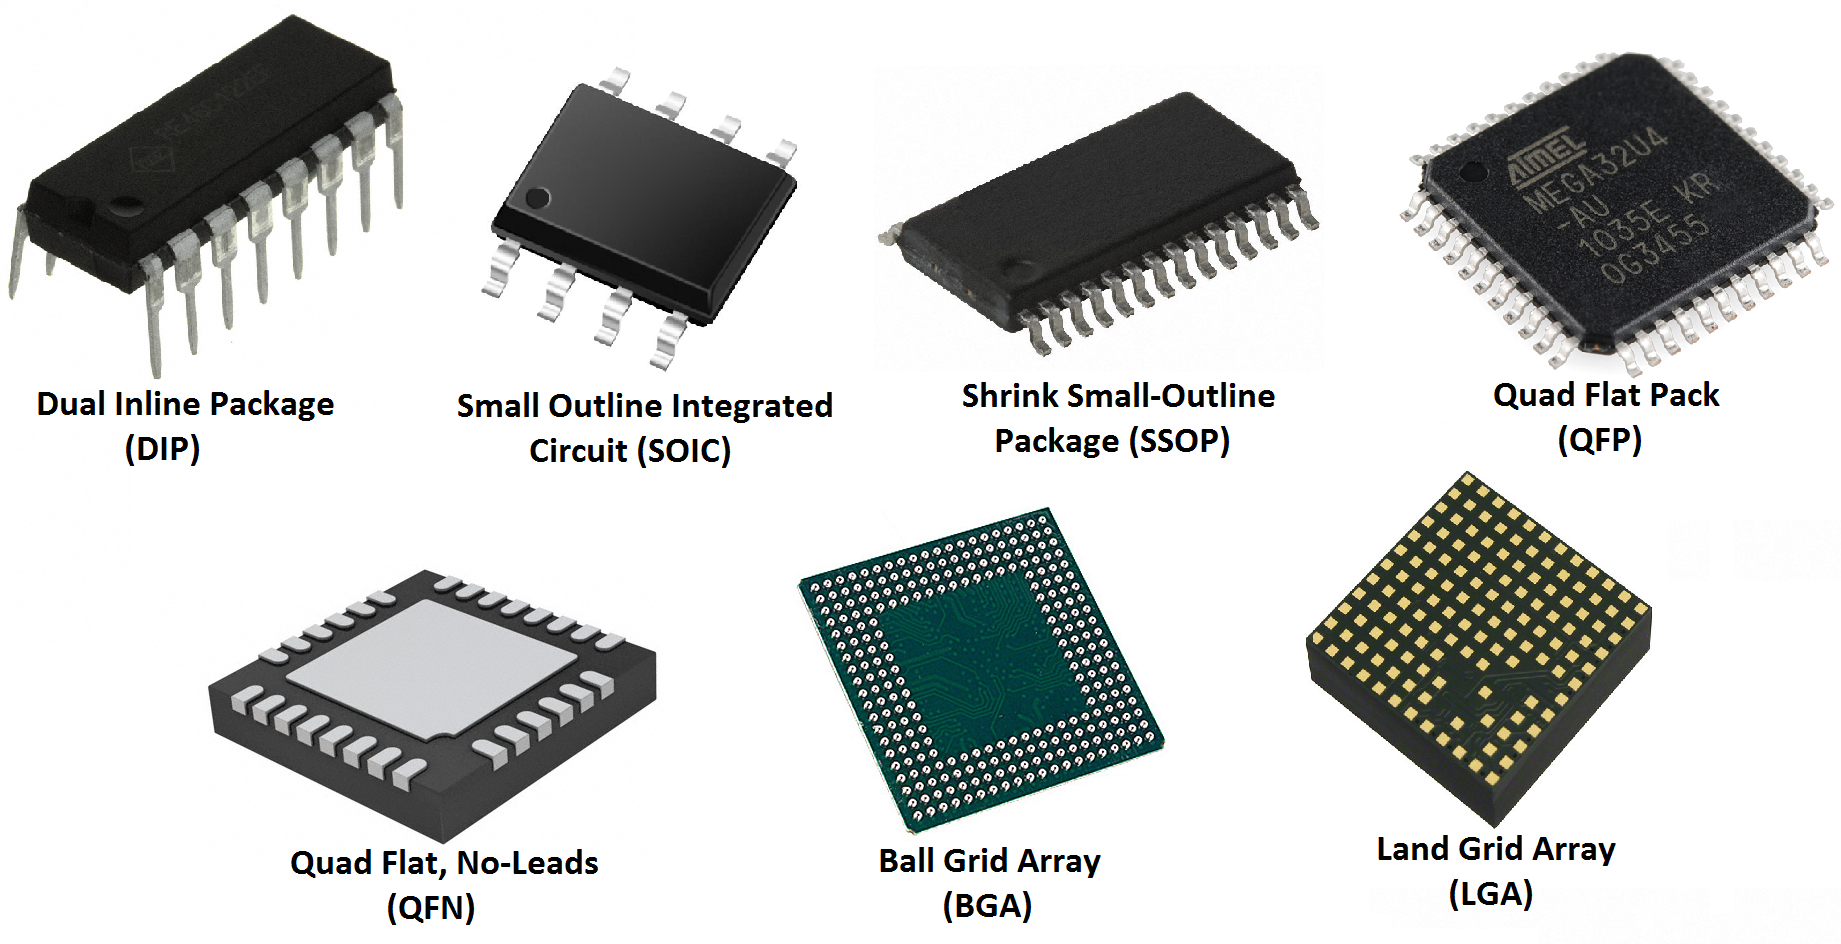 Dual Inline Package
(DIP)
Small Outline Integrated
Circuit (SOIC)
Shrink Small-Outline
Package (SSOP)
ATMEL
MEGA32U4
-AU
1035E KR
0G3455
Quad Flat Pack
(QFP)
Quad Flat, No-Leads
(QFN)
Ball Grid Array
(BGA)
Land Grid Array
(LGA)